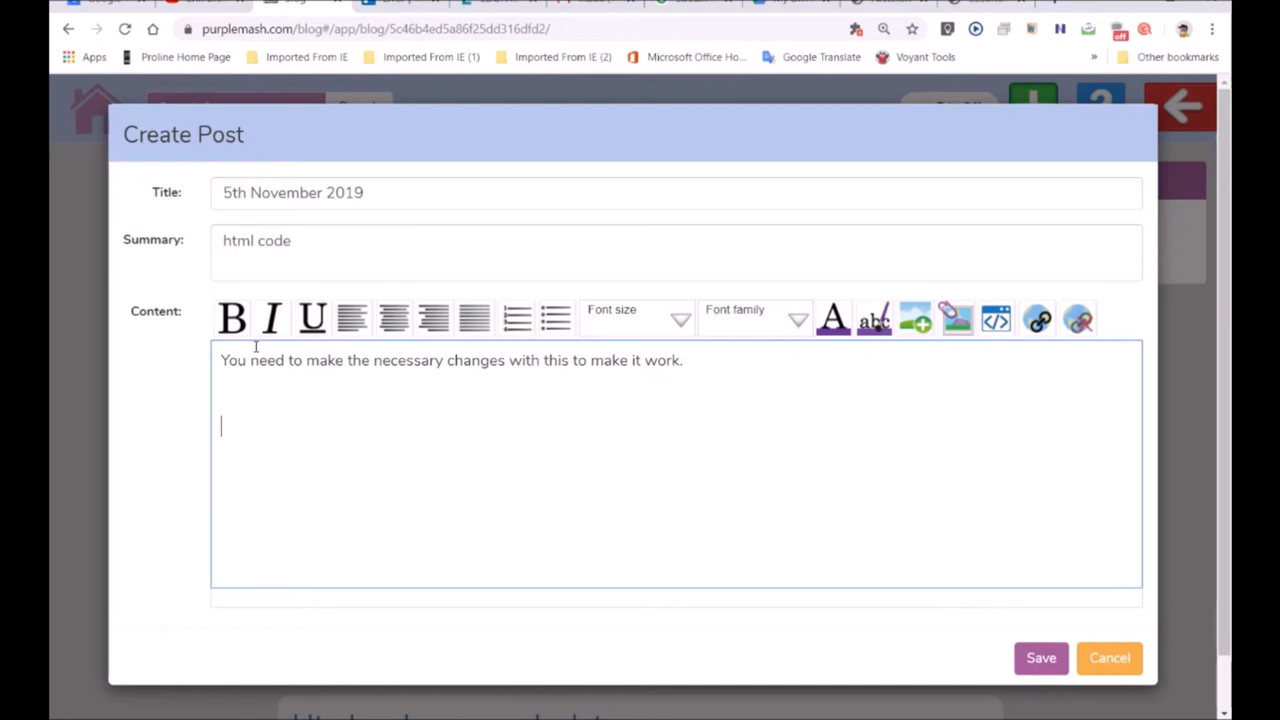 purplemash.com/blog#/app/blog/5c46b4ed5a86f25dd316dfd2/
off
Apps Proline Home Page Imported From IE Imported From IE (1) Imported From IE (2) Microsoft Office Ho... Google Translate Voyant Tools » Other bookmarks
Create Post
Title: 5th November 2019
Summary: html code
Content: B I U Font size Font family A abc </>
You need to make the necessary changes with this to make it work.
Save Cancel